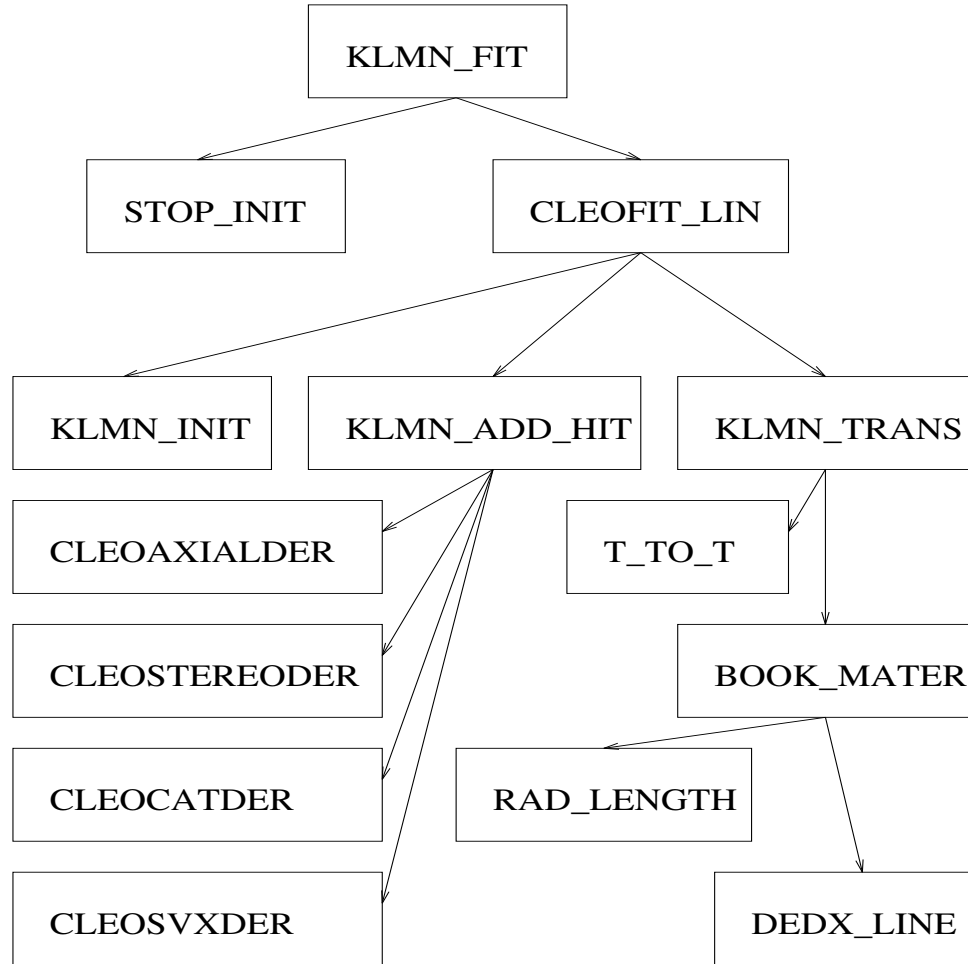 KLMN_FIT
STOP_INIT
CLEOFIT_LIN
KLMN_INIT
KLMN_ADD_HIT
KLMN_TRANS
CLEOAXIALDER
T_TO_T
CLEOSTEREODER
BOOK_MATER
CLEOCATDER
RAD_LENGTH
CLEOSVXDER
DEDX_LINE